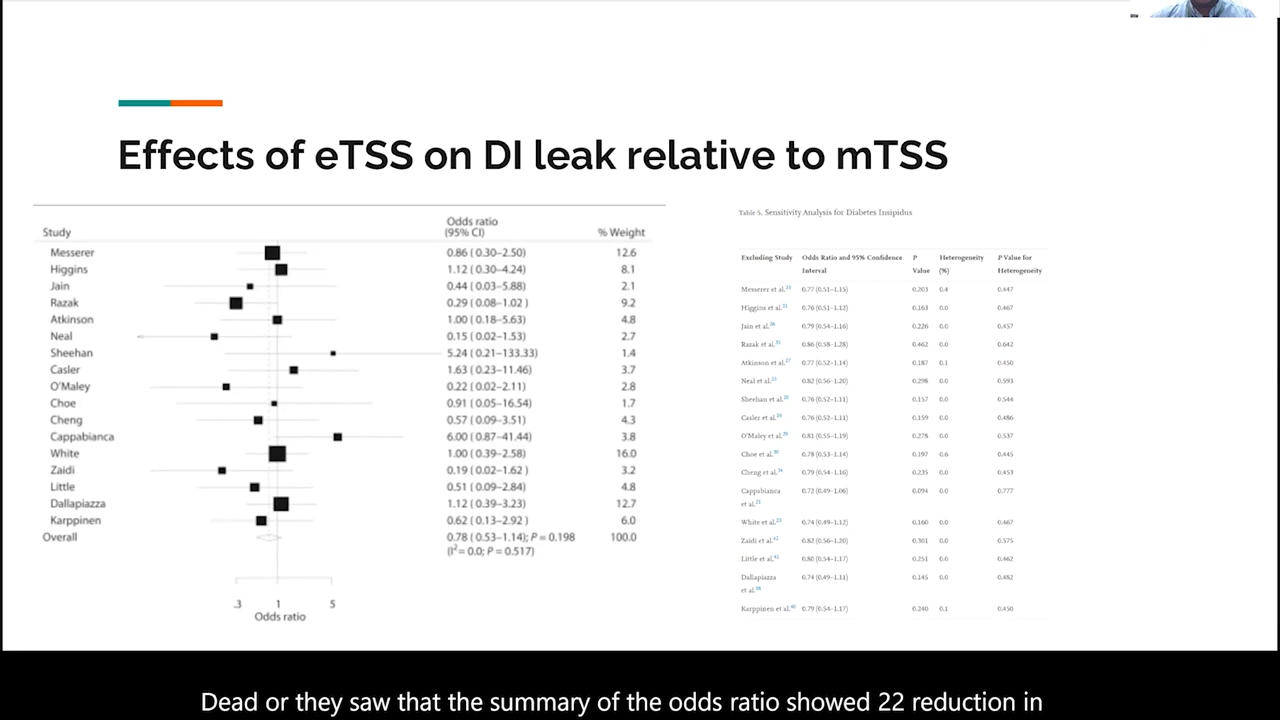 Effects of eTSS on DI leak relative to mTSS
Study Odds ratio (95% CI) % Weight
Messerer 0.86 ( 0.30–2.50) 12.6
Higgins 1.12 ( 0.30–4.24) 8.1
Jain 0.44 ( 0.03–5.88) 2.1
Razak 0.29 ( 0.08–1.02 ) 9.2
Atkinson 1.00 ( 0.18–5.63) 4.8
Neal 0.15 ( 0.02–1.53) 2.7
Sheehan 5.24 ( 0.21–133.33) 1.4
Casler 1.63 ( 0.23–11.46) 3.7
O'Maley 0.22 ( 0.02–2.11) 2.8
Choe 0.91 ( 0.05–16.54) 1.7
Cheng 0.57 ( 0.09–3.51) 4.3
Cappabianca 6.00 ( 0.87–41.44) 3.8
White 1.00 ( 0.39–2.58) 16.0
Zaidi 0.19 ( 0.02–1.62 ) 3.2
Little 0.51 ( 0.09–2.84) 4.8
Dallapiazza 1.12 ( 0.39–3.23) 12.7
Karppinen 0.62 ( 0.13–2.92 ) 6.0
Overall 0.78 ( 0.53–1.14); P = 0.198 100.0
(I²= 0.0; P = 0.517)
.3 1 5
Odds ratio
Table 5. Sensitivity Analysis for Diabetes Insipidus
Excluding Study Odds Ratio and 95% Confidence P Heterogeneity P Value for
Interval Value (%) Heterogeneity
Messerer et al. 0.77 (0.51–1.15) 0.203 0.4 0.447
Higgins et al. 0.76 (0.51–1.12) 0.163 0.0 0.467
Jain et al. 0.79 (0.54–1.16) 0.226 0.0 0.457
Razak et al. 0.86 (0.58–1.28) 0.462 0.0 0.642
Atkinson et al. 0.77 (0.52–1.14) 0.187 0.1 0.450
Neal et al. 0.82 (0.56–1.20) 0.298 0.0 0.593
Sheehan et al. 0.76 (0.52–1.11) 0.157 0.0 0.544
Casler et al. 0.76 (0.52–1.11) 0.159 0.0 0.486
O'Maley et al. 0.81 (0.55–1.19) 0.278 0.0 0.537
Choe et al. 0.78 (0.53–1.14) 0.197 0.6 0.445
Cheng et al. 0.79 (0.54–1.16) 0.235 0.0 0.453
Cappabianca 0.72 (0.49–1.06) 0.094 0.0 0.777
et al.
White et al. 0.74 (0.49–1.12) 0.160 0.0 0.467
Zaidi et al. 0.82 (0.56–1.20) 0.301 0.0 0.575
Little et al. 0.80 (0.54–1.17) 0.251 0.0 0.462
Dallapiazza 0.74 (0.49–1.11) 0.145 0.0 0.482
et al.
Karppinen et al. 0.79 (0.54–1.17) 0.240 0.1 0.450
Dead or they saw that the summary of the odds ratio showed 22 reduction in